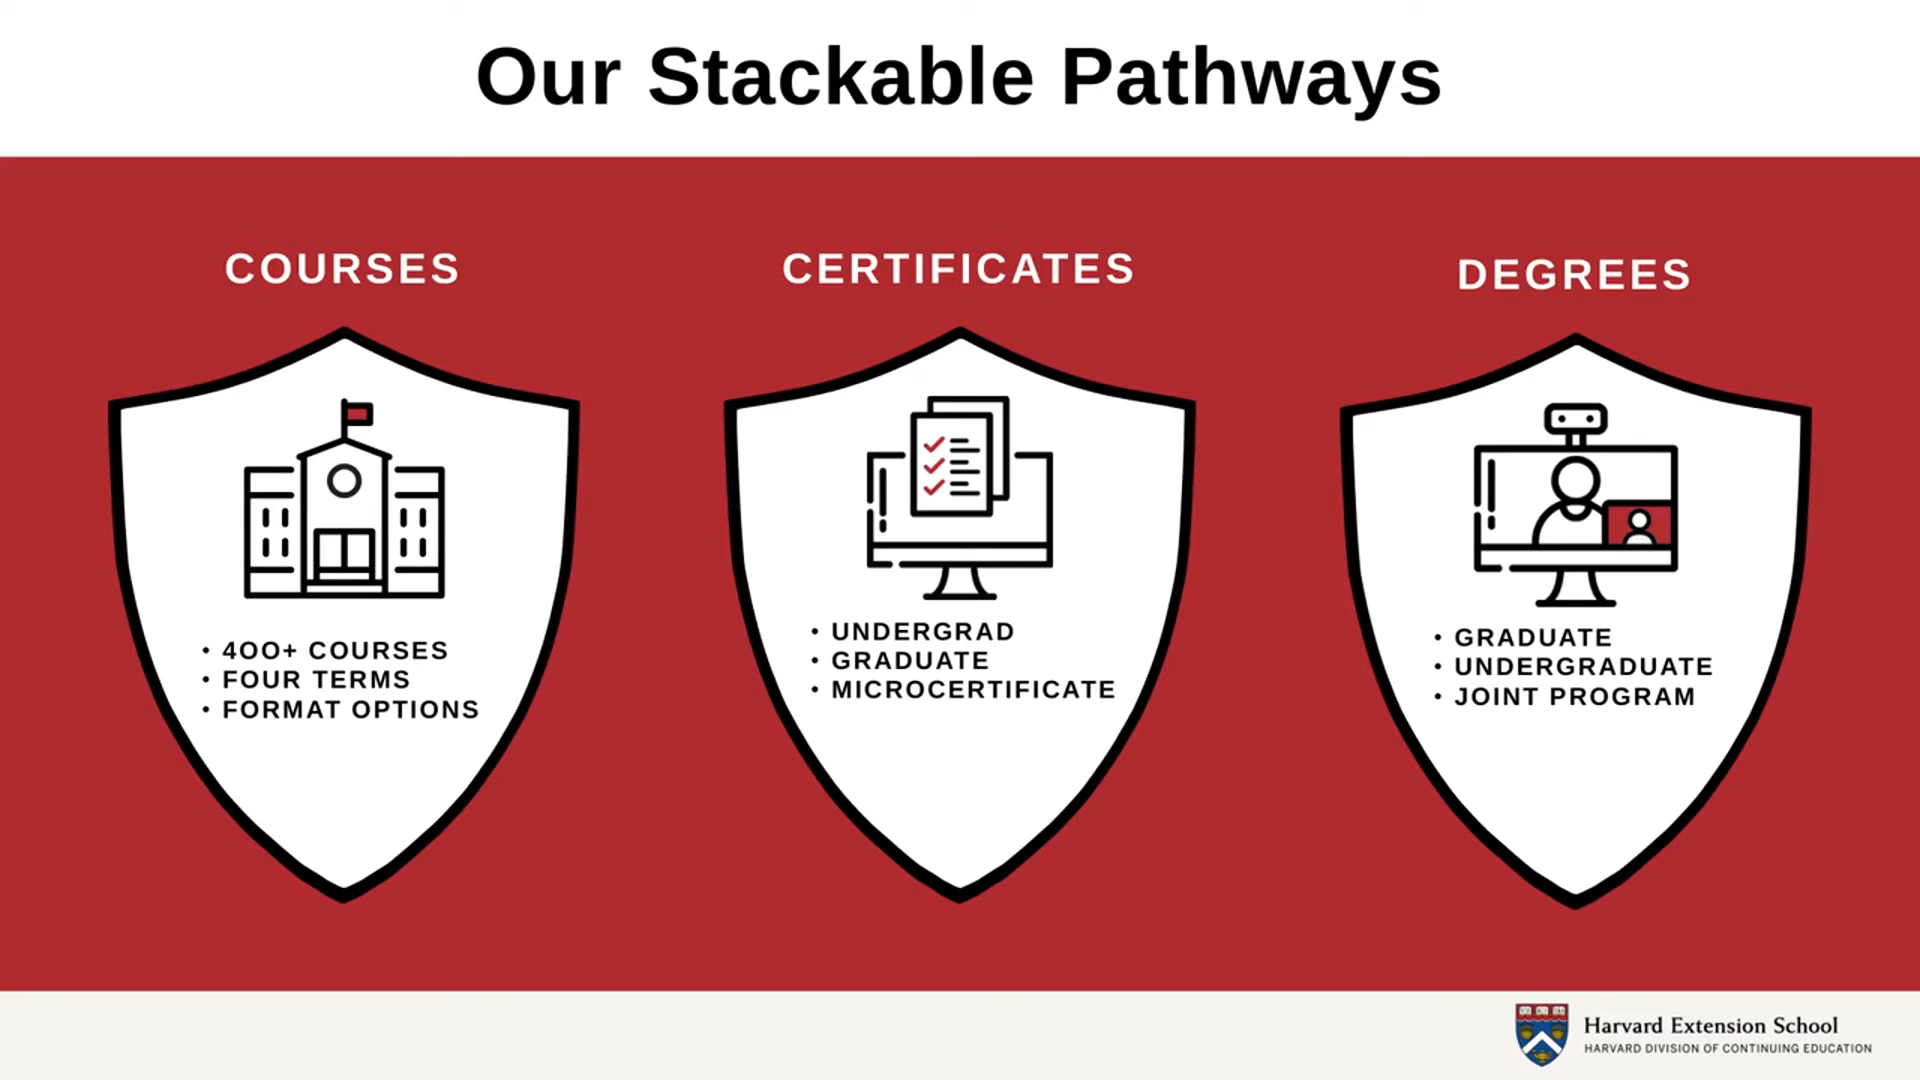 Our Stackable Pathways
COURSES
• 400+ COURSES
• FOUR TERMS
• FORMAT OPTIONS
CERTIFICATES
• UNDERGRAD
• GRADUATE
• MICROCERTIFICATE
DEGREES
• GRADUATE
• UNDERGRADUATE
• JOINT PROGRAM
Harvard Extension School
HARVARD DIVISION OF CONTINUING EDUCATION